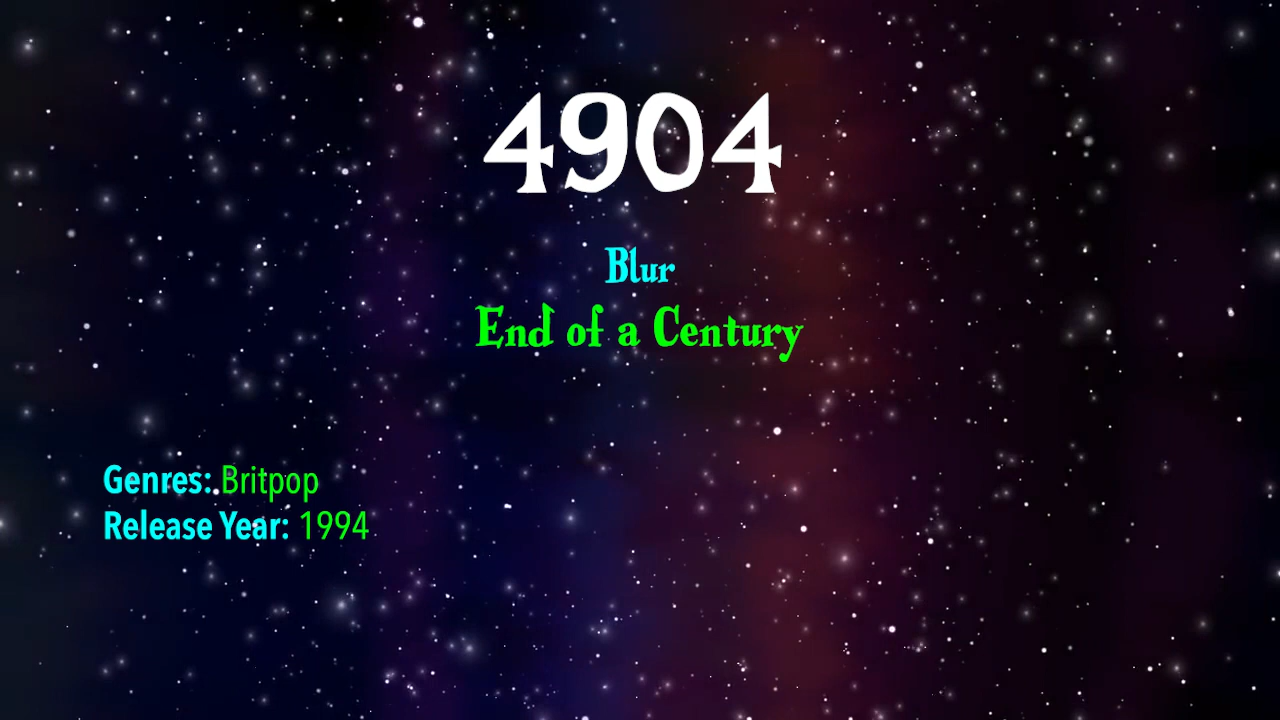 4904
Blur
End of a Century
Genres: Britpop
Release Year: 1994